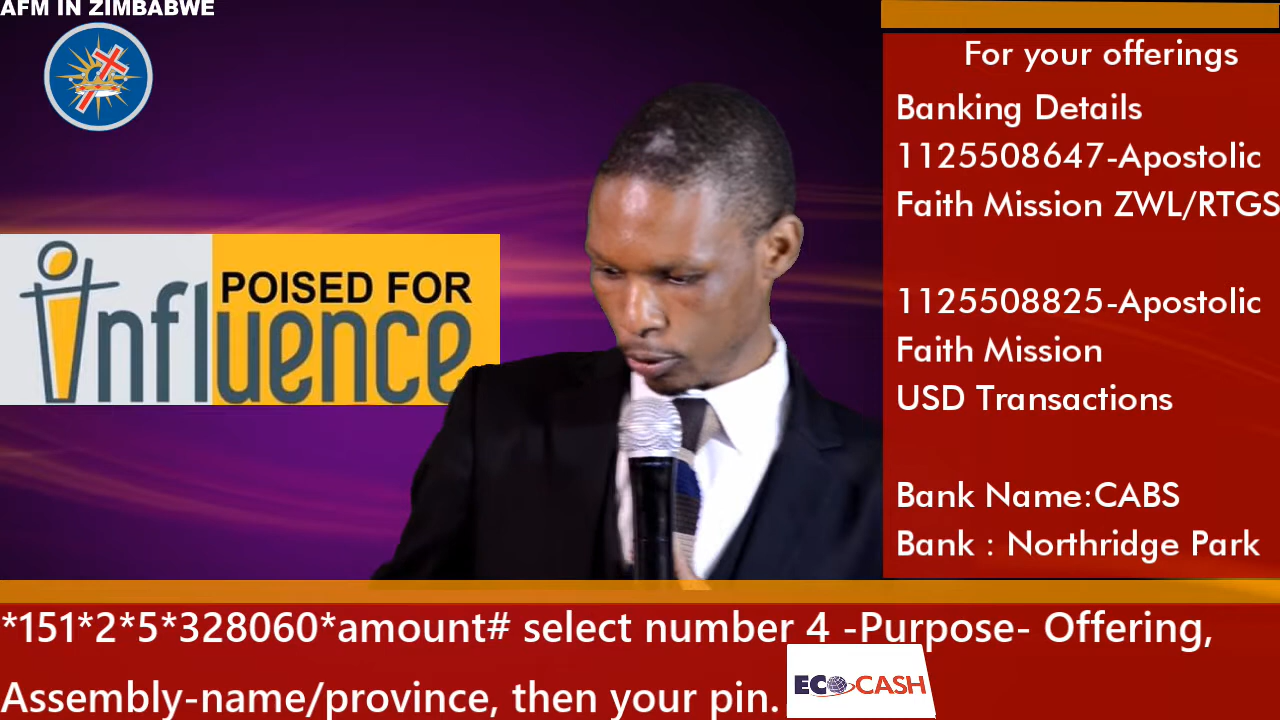 AFM IN ZIMBABWE
POISED FOR
influence
For your offerings
Banking Details
1125508647-Apostolic
Faith Mission ZWL/RTGS
1125508825-Apostolic
Faith Mission
USD Transactions
Bank Name:CABS
Bank : Northridge Park
*151*2*5*328060*amount# select number 4 -Purpose- Offering,
Assembly-name/province, then your pin.
ECOCASH